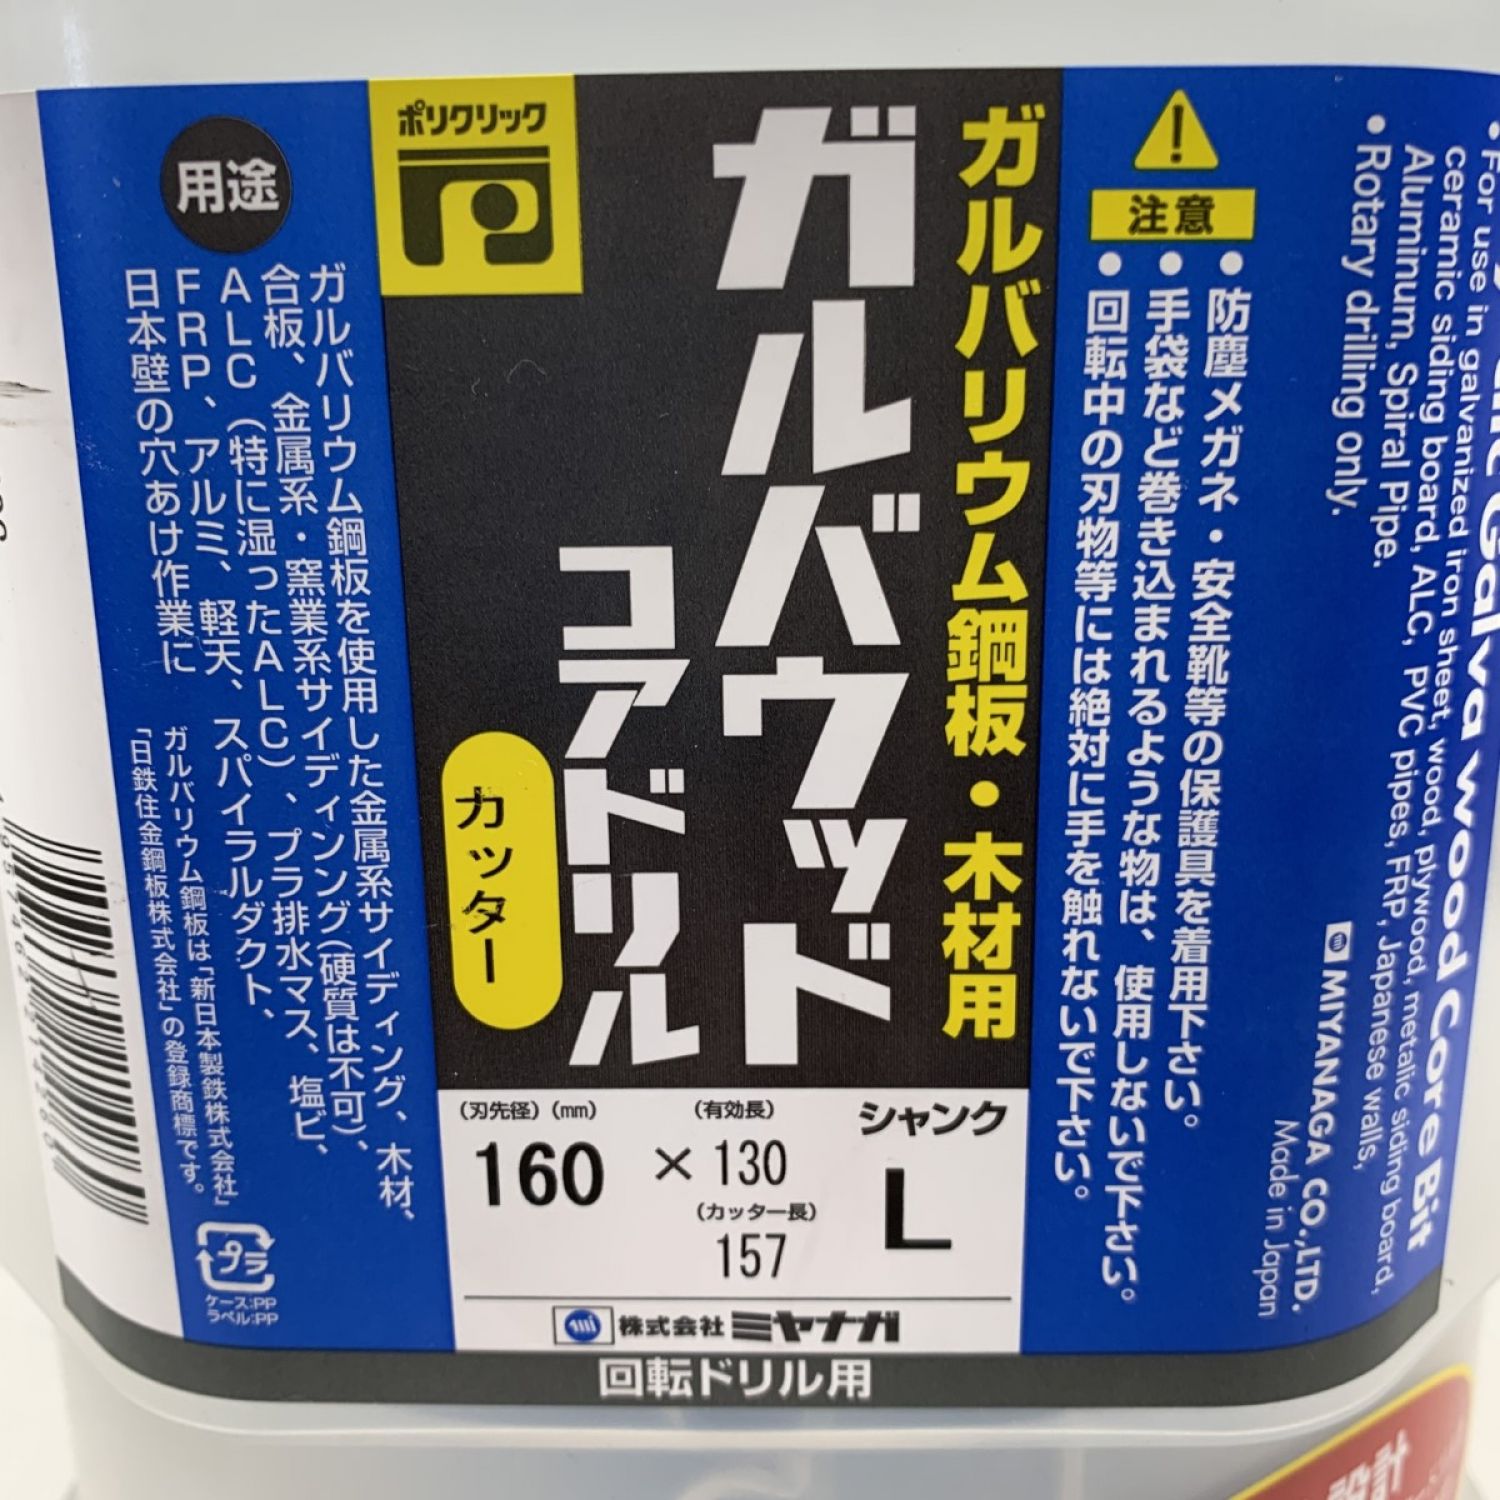 ポリクリック
ガルバリウム鋼板・木材用
ガルバウッド
コアドリル
カッター
(刃先径)(mm)
160
×
(有効長)
130
(カッター長)
157
シャンク
L
株式会社ミヤナガ
回転ドリル用
用途
ガルバリウム鋼板を使用した金属系サイディング、木材、
合板、金属系・窯業系サイディング(硬質は不可)、
ALC(特に湿ったALC)、プラ排水マス、塩ビ、
FRP、アルミ、軽天、スパイラルダクト、
日本壁の穴あけ作業に
ガルバリウム鋼板は「新日本製鉄株式会社」
「日鉄住金鋼板株式会社」の登録商標です。
プラ
ケース:PP
ラベル:PP
注意
●防塵メガネ・安全靴等の保護具を着用下さい。
●手袋など巻き込まれるような物は、使用しないで下さい。
●回転中の刃物等には絶対に手を触れないで下さい。
Galva wood Core Bit
● For use in galvanized iron sheet, wood, plywood, metalic siding board,
ceramic siding board, ALC, PVC pipes, FRP, Japanese walls,
Aluminum, Spiral Pipe.
● Rotary drilling only.
MIYANAGA CO.,LTD.
Made in Japan